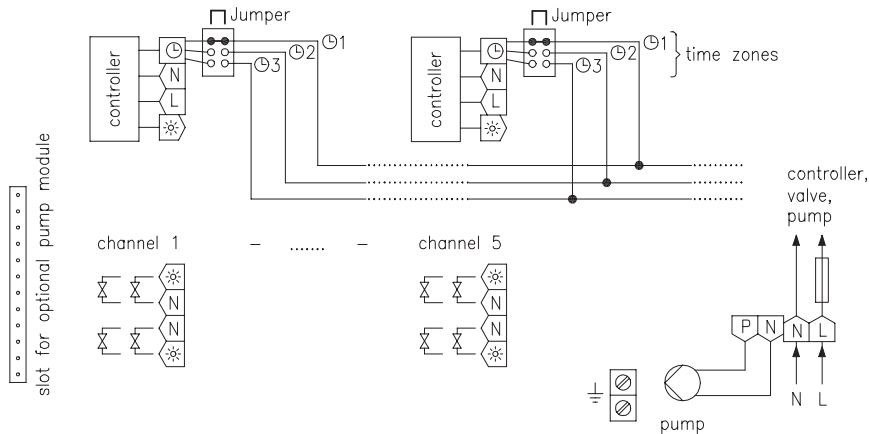 Jumper
1
2
3
controller
N
L
Jumper
1
2
3
time zones
controller
N
L
slot for optional pump module
channel 1 – ....... – channel 5
N
N
N
N
controller,
valve,
pump
P N N L
N L
pump